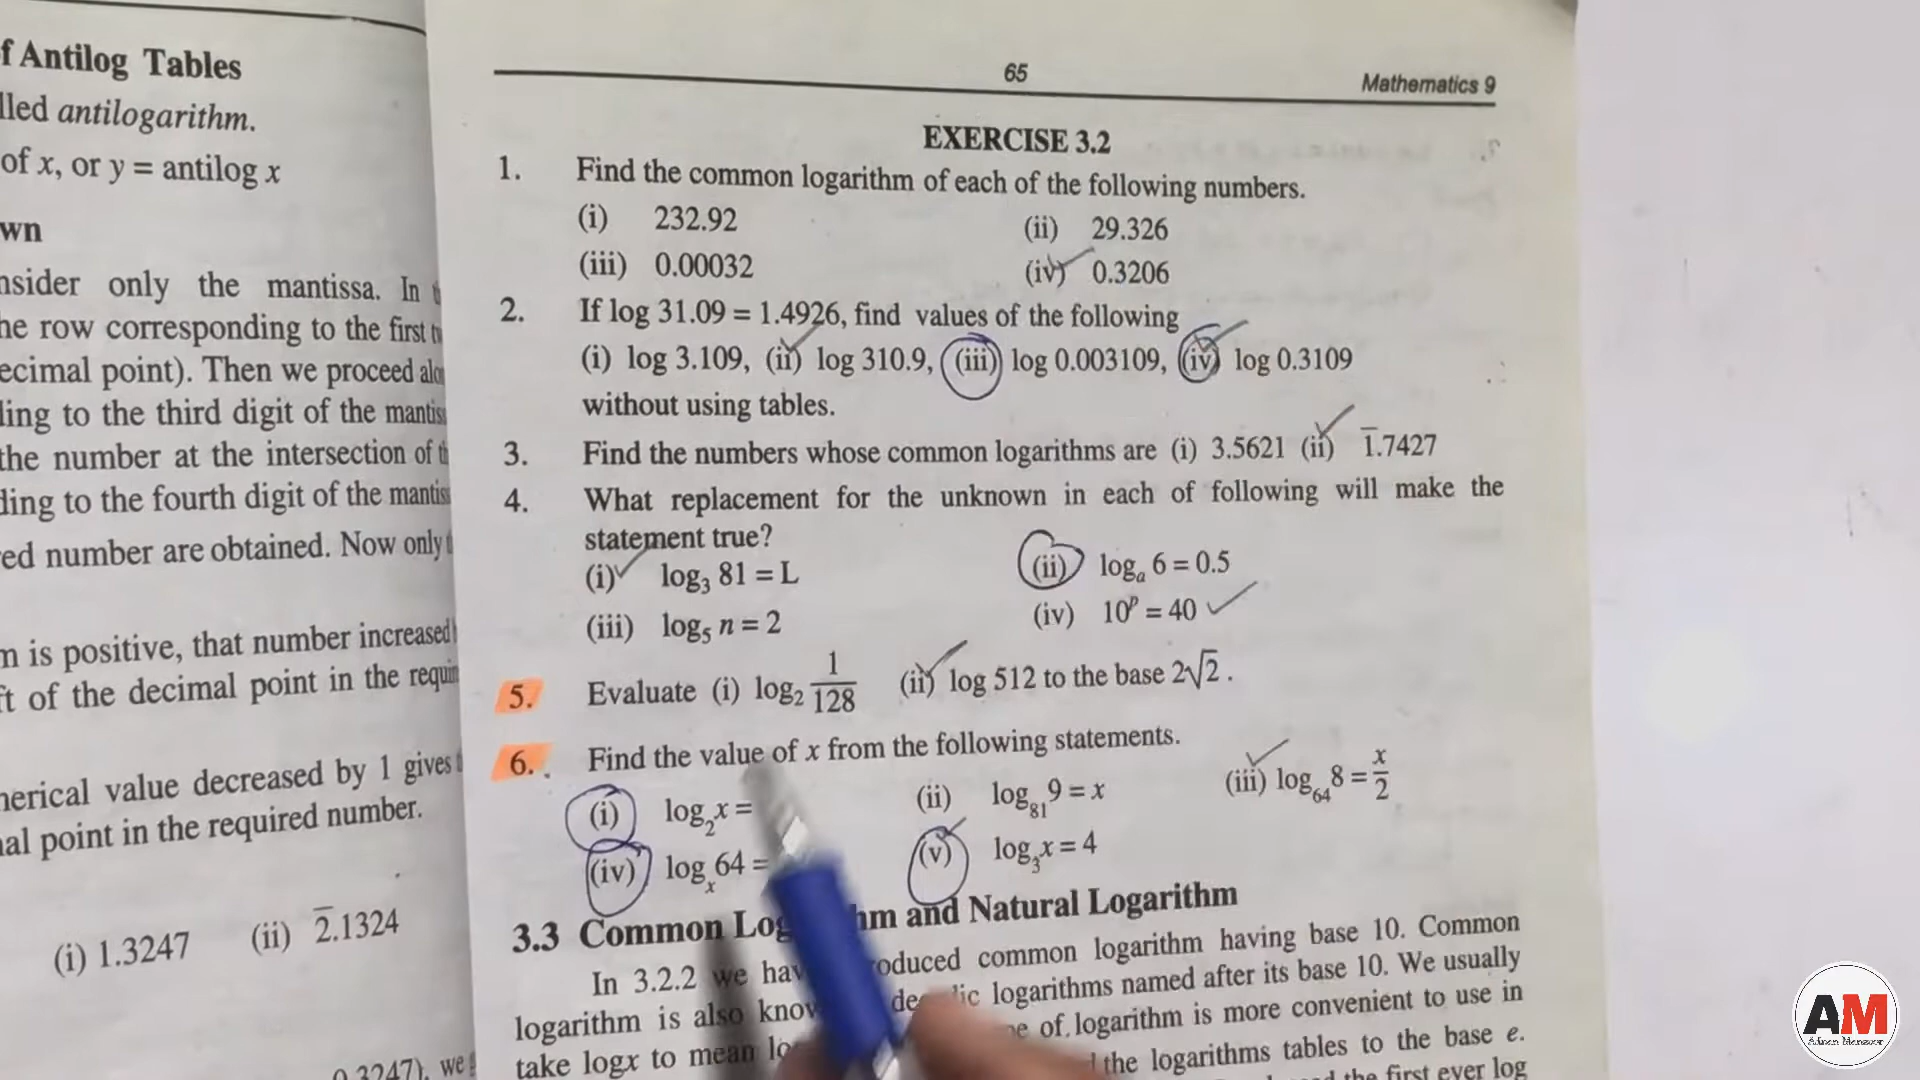 f Antilog Tables
lled antilogarithm.
of x, or y = antilog x
wn
nsider only the mantissa. In
he row corresponding to the first
ecimal point). Then we proceed
ling to the third digit of the
the number at the intersection of
ding to the fourth digit of the
ed number are obtained. Now only
m is positive, that number increased
ft of the decimal point in the
nerical value decreased by 1 gives
nal point in the required number.
(i) 1.3247 (ii) 2̅.1324
0.3247), we
65 Mathematics 9
EXERCISE 3.2
1. Find the common logarithm of each of the following numbers.
(i) 232.92 (ii) 29.326
(iii) 0.00032 (iv) 0.3206
2. If log 31.09 = 1.4926, find values of the following
(i) log 3.109, (ii) log 310.9, (iii) log 0.003109, (iv) log 0.3109
without using tables.
3. Find the numbers whose common logarithms are (i) 3.5621 (ii) 1̅.7427
4. What replacement for the unknown in each of following will make the
statement true?
(i) log₃ 81 = L (ii) logₐ 6 = 0.5
(iii) log₅ n = 2 (iv) 10ᵖ = 40
5. Evaluate (i) log₂ 1/128 (ii) log 512 to the base 2√2 .
6. Find the value of x from the following statements.
(i) log₂x = (ii) log₈₁9 = x (iii) log₆₄8 = x/2
(iv) logₓ64 = (v) log₃x = 4
3.3 Common Log hm and Natural Logarithm
In 3.2.2 we hav oduced common logarithm having base 10. Common
logarithm is also know logarithms named after its base 10. We usually
take logx to mean of logarithm is more convenient to use in
the logarithms tables to the base e.
the first ever log
AM
Adnan Manzoor